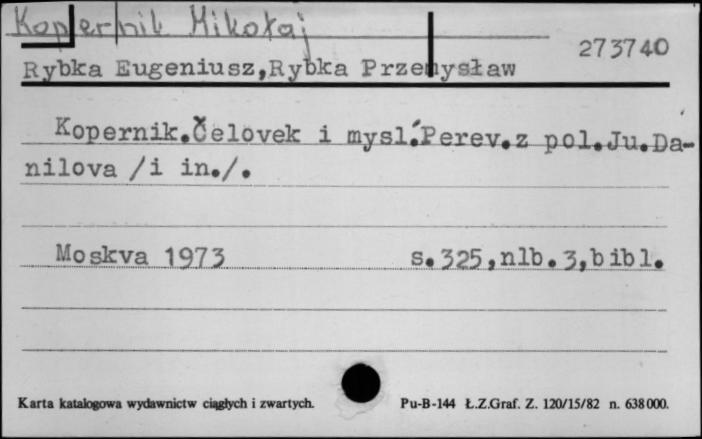 Kopernik Mikołaj
273740
Rybka Eugeniusz,Rybka Przemysław
Kopernik.Čelovek i mysl'.Perev.z pol.Ju.Da-
nilova /i in./.
Moskva 1973 s.325,nlb.3,bibl.
Karta katalogowa wydawnictw ciągłych i zwartych. Pu-B-144 Ł.Z.Graf. Z. 120/15/82 n. 638000.